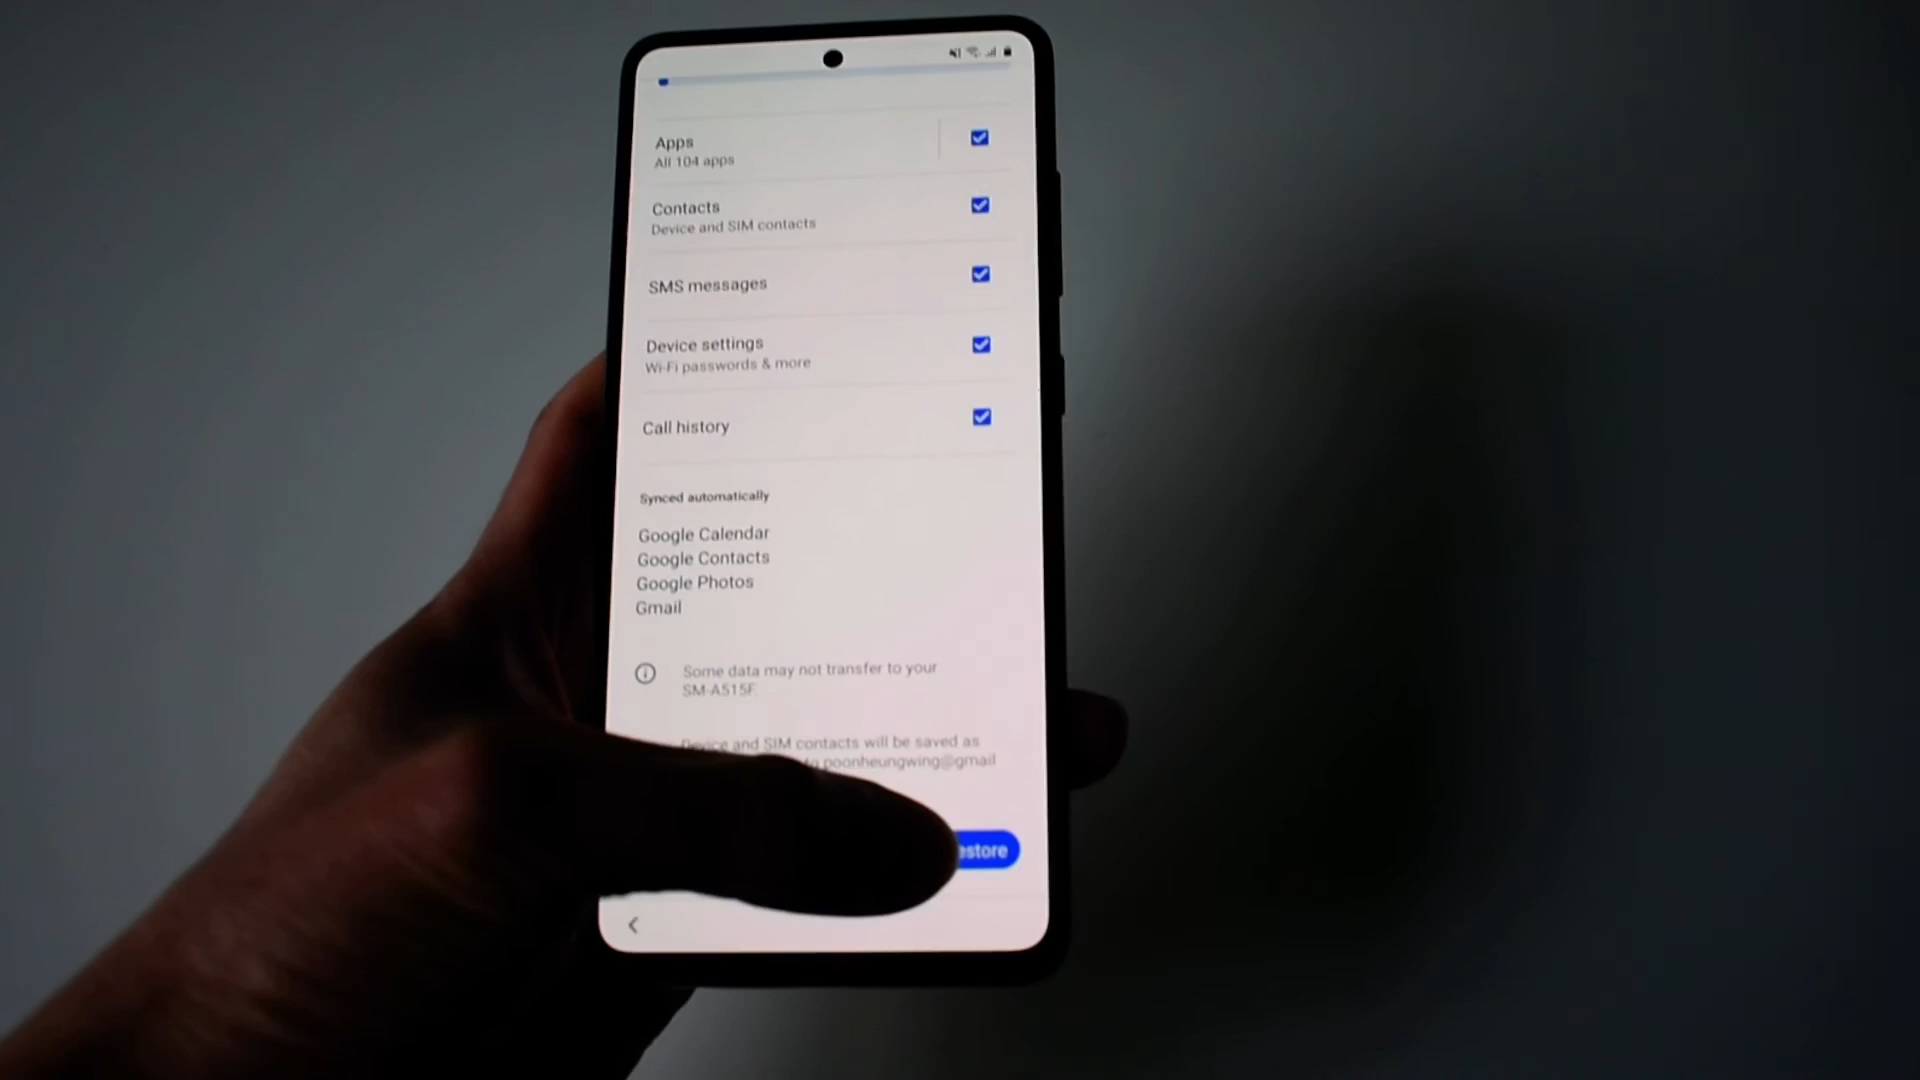 Apps
All 104 apps
Contacts
Device and SIM contacts
SMS messages
Device settings
Wi-Fi passwords & more
Call history
Synced automatically
Google Calendar
Google Contacts
Google Photos
Gmail
Some data may not transfer to your
SM-A515F
Device and SIM contacts will be saved as
to poonheungwing@gmail
estore